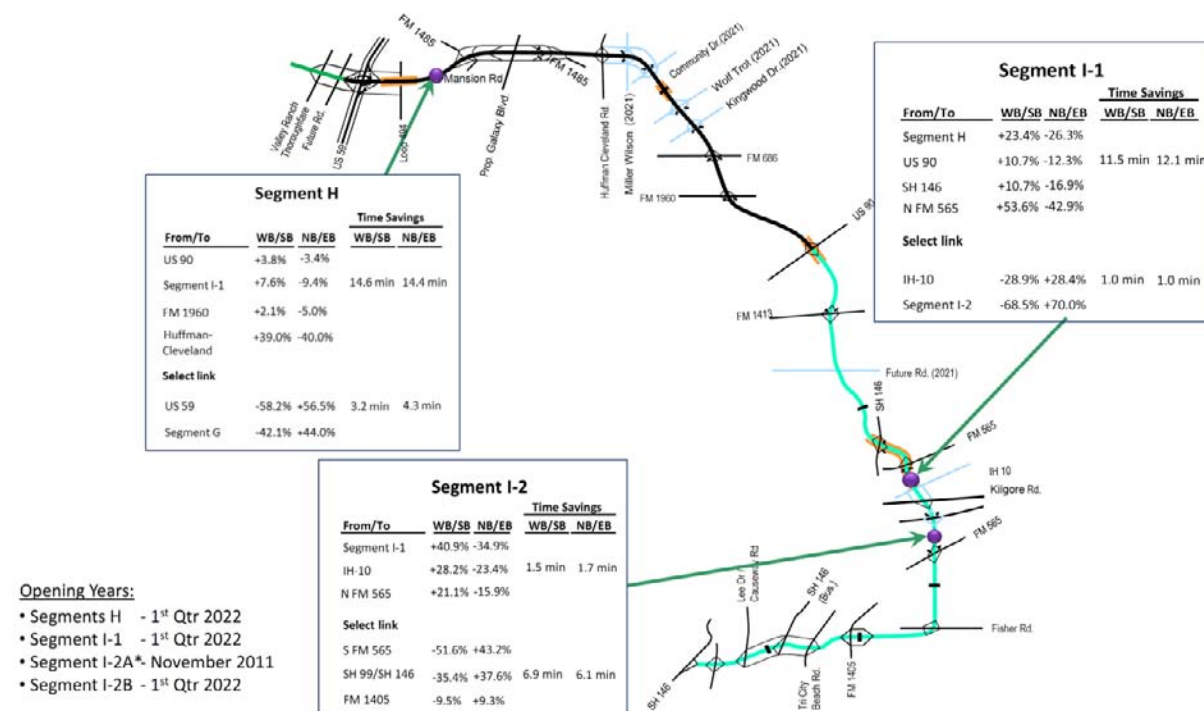 FM 1485
FM 1485
Mansion Rd.
Valley Ranch
Thoroughfare
Future Rd.
US 59
Loop 494
Prop. Galaxy Blvd.
Huffman Cleveland Rd.
Miller Wilson (2021)
Community Dr.(2021)
Wolf Trot (2021)
Kingwood Dr.(2021)
FM 686
FM 1960
US 90
FM 1413
Future Rd. (2021)
SH 146
FM 565
IH 10
Kilgore Rd.
FM 565
Fisher Rd.
FM 1405
Tri City
Beach Rd.
SH 146
(Bus.)
Lee Dr /
Causeway Rd
SH 146
Segment H
Time Savings
From/To WB/SB NB/EB WB/SB NB/EB
US 90 +3.8% -3.4%
Segment I-1 +7.6% -9.4% 14.6 min 14.4 min
FM 1960 +2.1% -5.0%
Huffman-
Cleveland +39.0% -40.0%
Select link
US 59 -58.2% +56.5% 3.2 min 4.3 min
Segment G -42.1% +44.0%
Segment I-1
Time Savings
From/To WB/SB NB/EB WB/SB NB/EB
Segment H +23.4% -26.3%
US 90 +10.7% -12.3% 11.5 min 12.1 min
SH 146 +10.7% -16.9%
N FM 565 +53.6% -42.9%
Select link
IH-10 -28.9% +28.4% 1.0 min 1.0 min
Segment I-2 -68.5% +70.0%
Segment I-2
Time Savings
From/To WB/SB NB/EB WB/SB NB/EB
Segment I-1 +40.9% -34.9%
IH-10 +28.2% -23.4% 1.5 min 1.7 min
N FM 565 +21.1% -15.9%
Select link
S FM 565 -51.6% +43.2%
SH 99/SH 146 -35.4% +37.6% 6.9 min 6.1 min
FM 1405 -9.5% +9.3%
Opening Years:
• Segments H - 1st Qtr 2022
• Segment I-1 - 1st Qtr 2022
• Segment I-2A*- November 2011
• Segment I-2B - 1st Qtr 2022